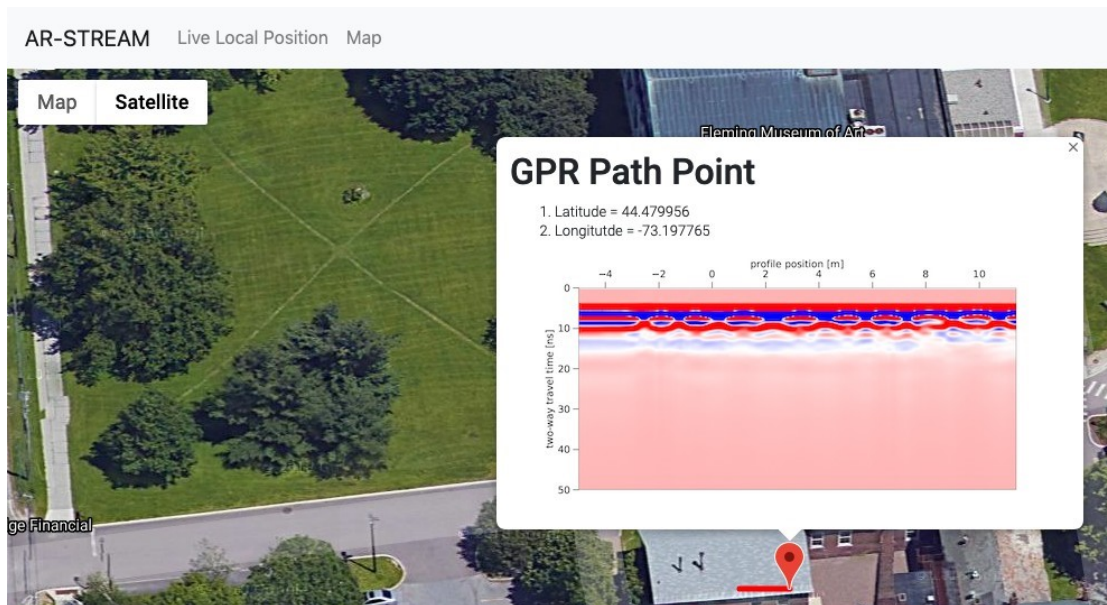 AR-STREAM Live Local Position Map
Map Satellite
Fleming Museum of Art
GPR Path Point
1. Latitude = 44.479956
2. Longitutde = -73.197765
profile position [m]
−4 −2 0 2 4 6 8 10
two-way travel time [ns]
0
10
20
30
40
50
ge Financial